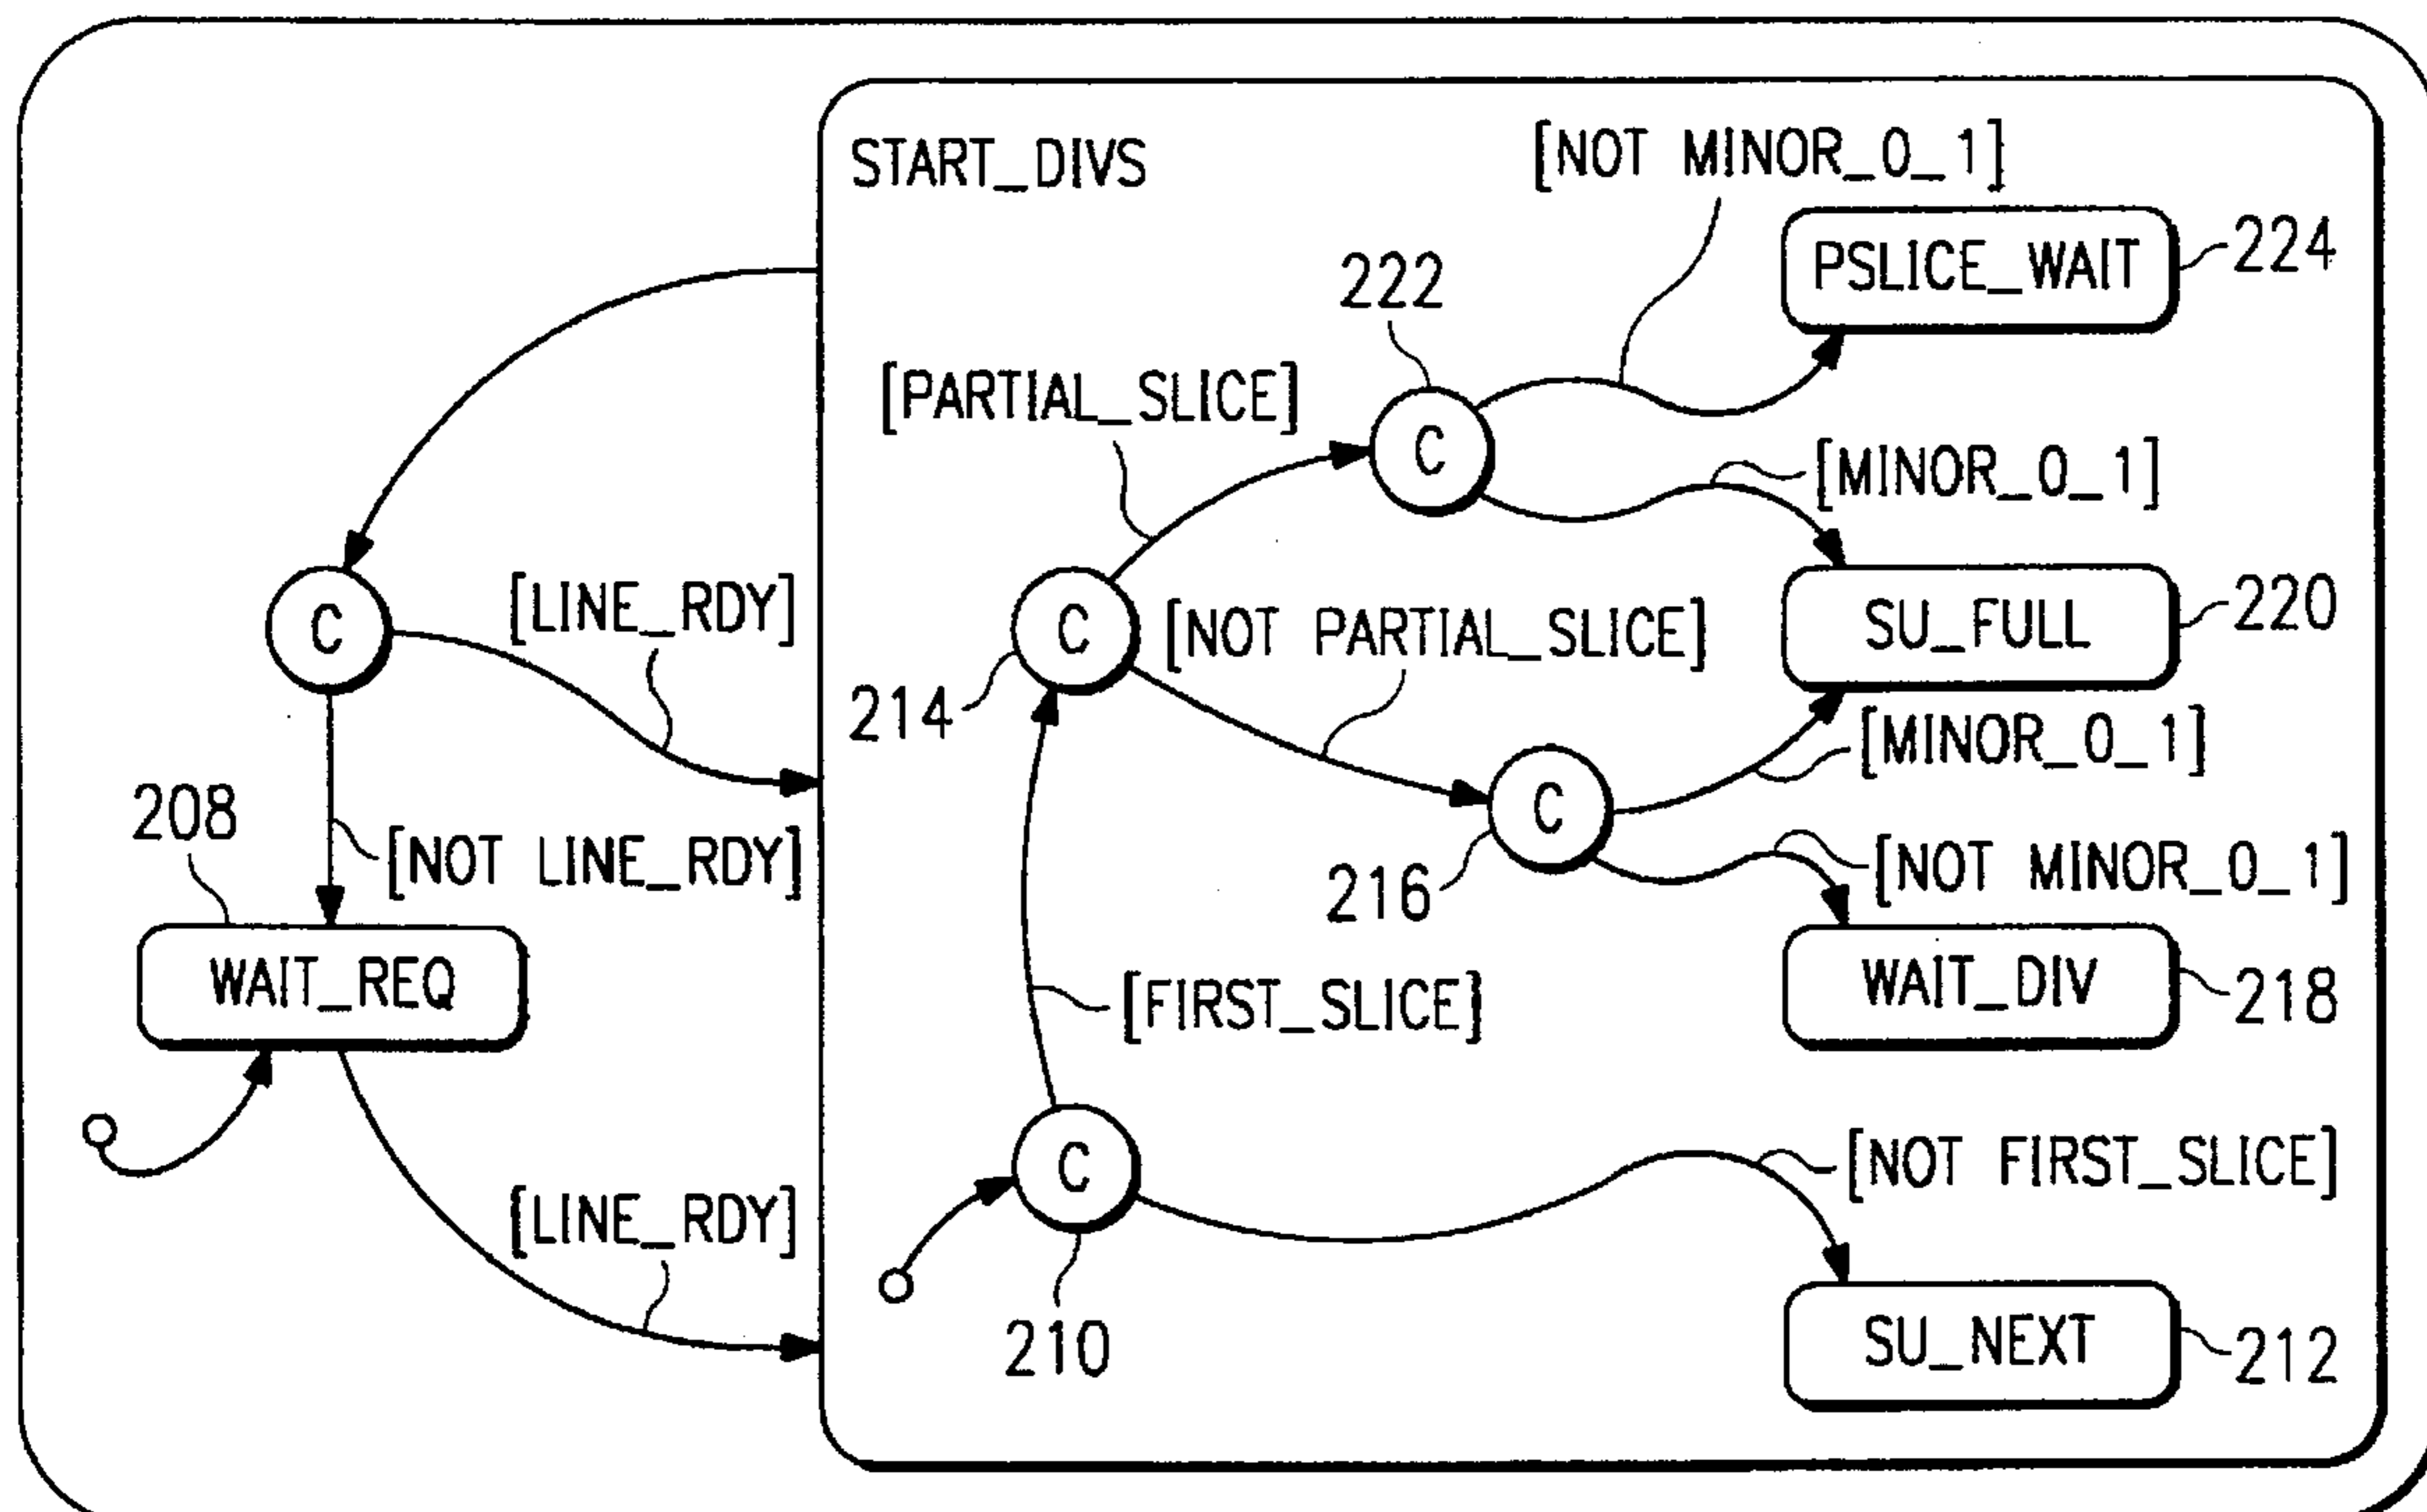 START_DIVS
[NOT MINOR_0_1]
PSLICE_WAIT
224
222
[PARTIAL_SLICE]
C
[MINOR_0_1]
C
[LINE_RDY]
C
[NOT PARTIAL_SLICE]
SU_FULL
220
214
[MINOR_0_1]
208
C
[NOT LINE_RDY]
216
[NOT MINOR_0_1]
WAIT_REQ
[FIRST_SLICE]
WAIT_DIV
218
C
[NOT FIRST_SLICE]
[LINE_RDY]
210
SU_NEXT
212